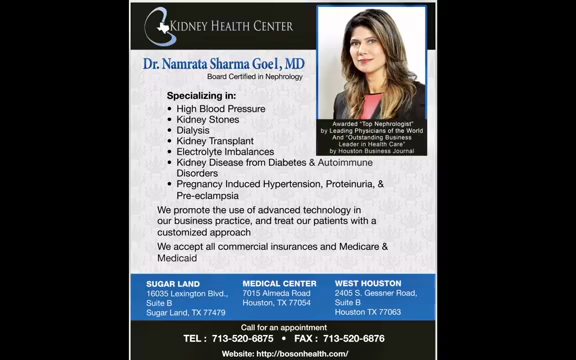 KIDNEY HEALTH CENTER
Dr. Namrata Sharma Goel, MD
Board Certified in Nephrology
Awarded "Top Nephrologist"
by Leading Physicians of the World
And "Outstanding Business
Leader in Health Care"
by Houston Business Journal
Specializing in:
• High Blood Pressure
• Kidney Stones
• Dialysis
• Kidney Transplant
• Electrolyte Imbalances
• Kidney Disease from Diabetes & Autoimmune
Disorders
• Pregnancy Induced Hypertension, Proteinuria, &
Pre-eclampsia
We promote the use of advanced technology in
our business practice, and treat our patients with a
customized approach
We accept all commercial insurances and Medicare &
Medicaid
SUGAR LAND
16035 Lexington Blvd.,
Suite B
Sugar Land, TX 77479
MEDICAL CENTER
7015 Almeda Road
Houston, TX 77054
WEST HOUSTON
2405 S. Gessner Road,
Suite B
Houston TX 77063
Call for an appointment
TEL : 713-520-6875 • FAX : 713-520-6876
Website: http://bosonhealth.com/